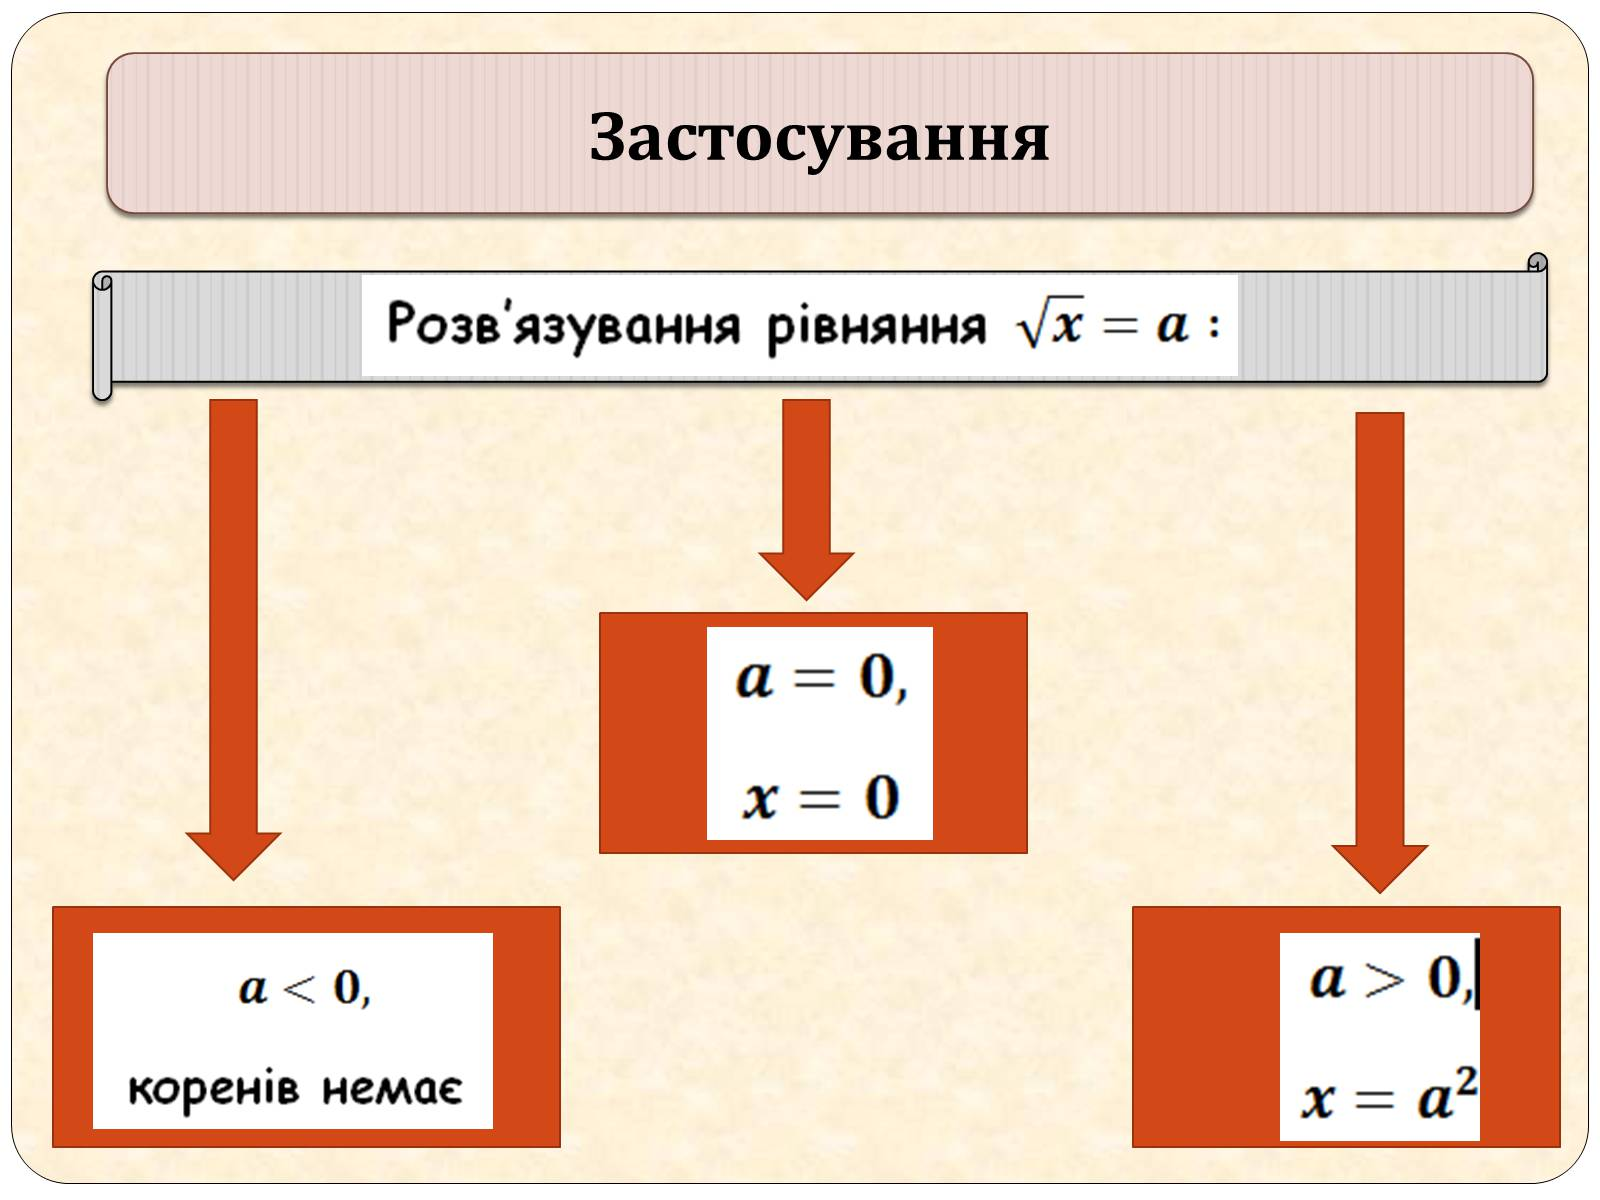 Застосування
Розв'язування рівняння √x = a :
a = 0,
x = 0
a < 0,
коренів немає
a > 0,
x = a²